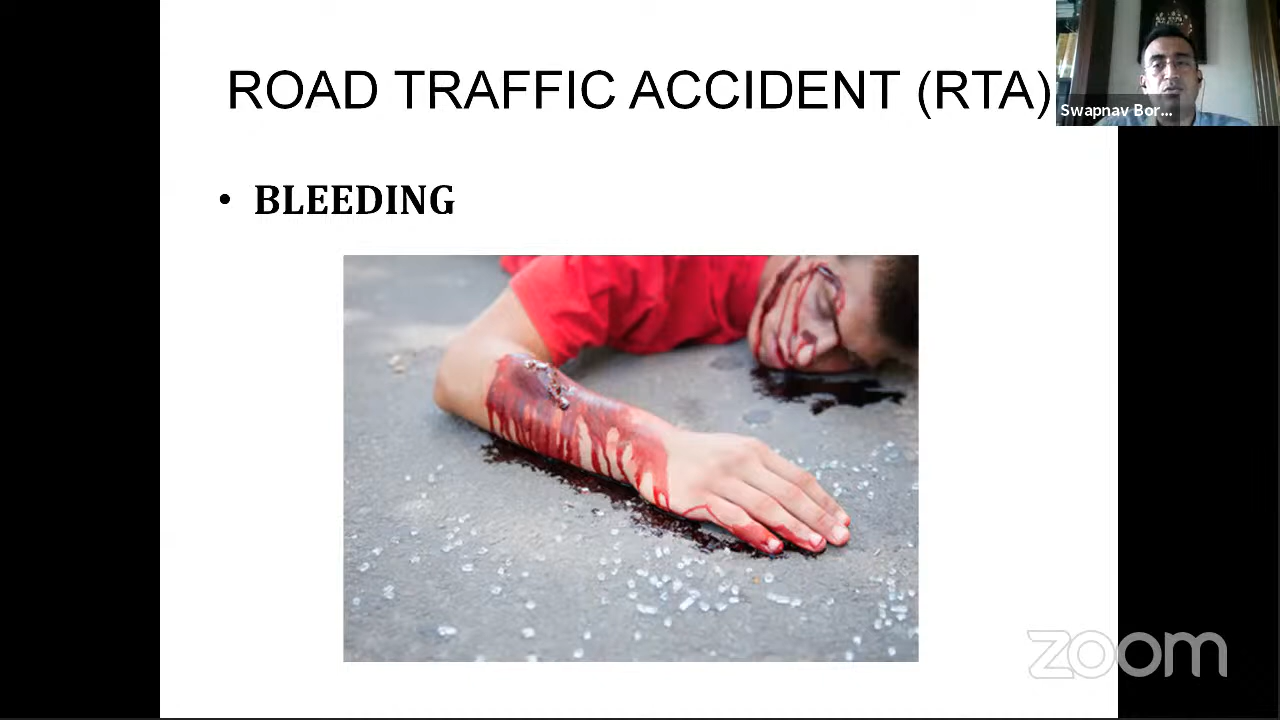 ROAD TRAFFIC ACCIDENT (RTA)
Swapnav Bor...
• BLEEDING
zoom